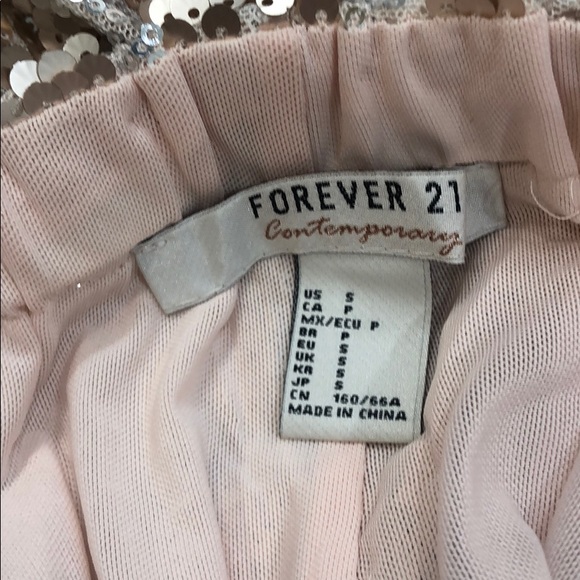 FOREVER 21
Contemporary
US S
CA P
MX/ECU P
BR P
EU S
UK S
KR S
JP S
CN 160/66A
MADE IN CHINA